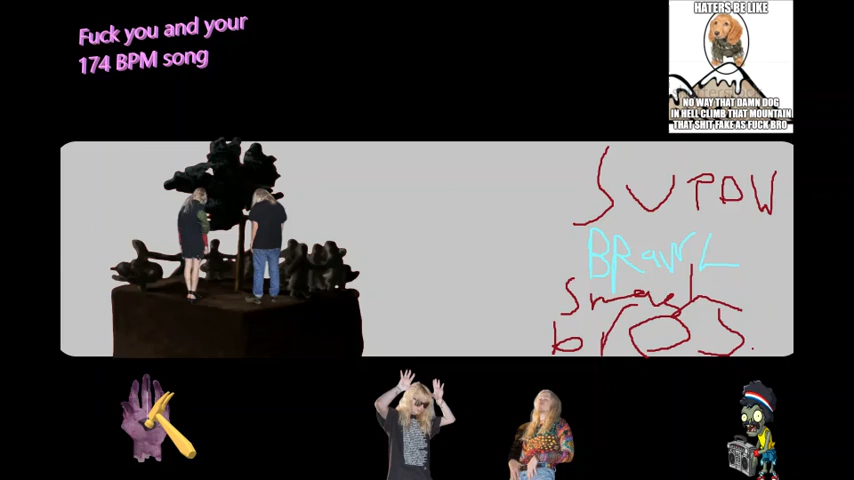 Fuck you and your
174 BPM song
HATERS BE LIKE
NO WAY THAT DAMN DOG
IN HELL CLIMB THAT MOUNTAIN
THAT SHIT FAKE AS FUCK BRO
BRawL
Smash
brOS.